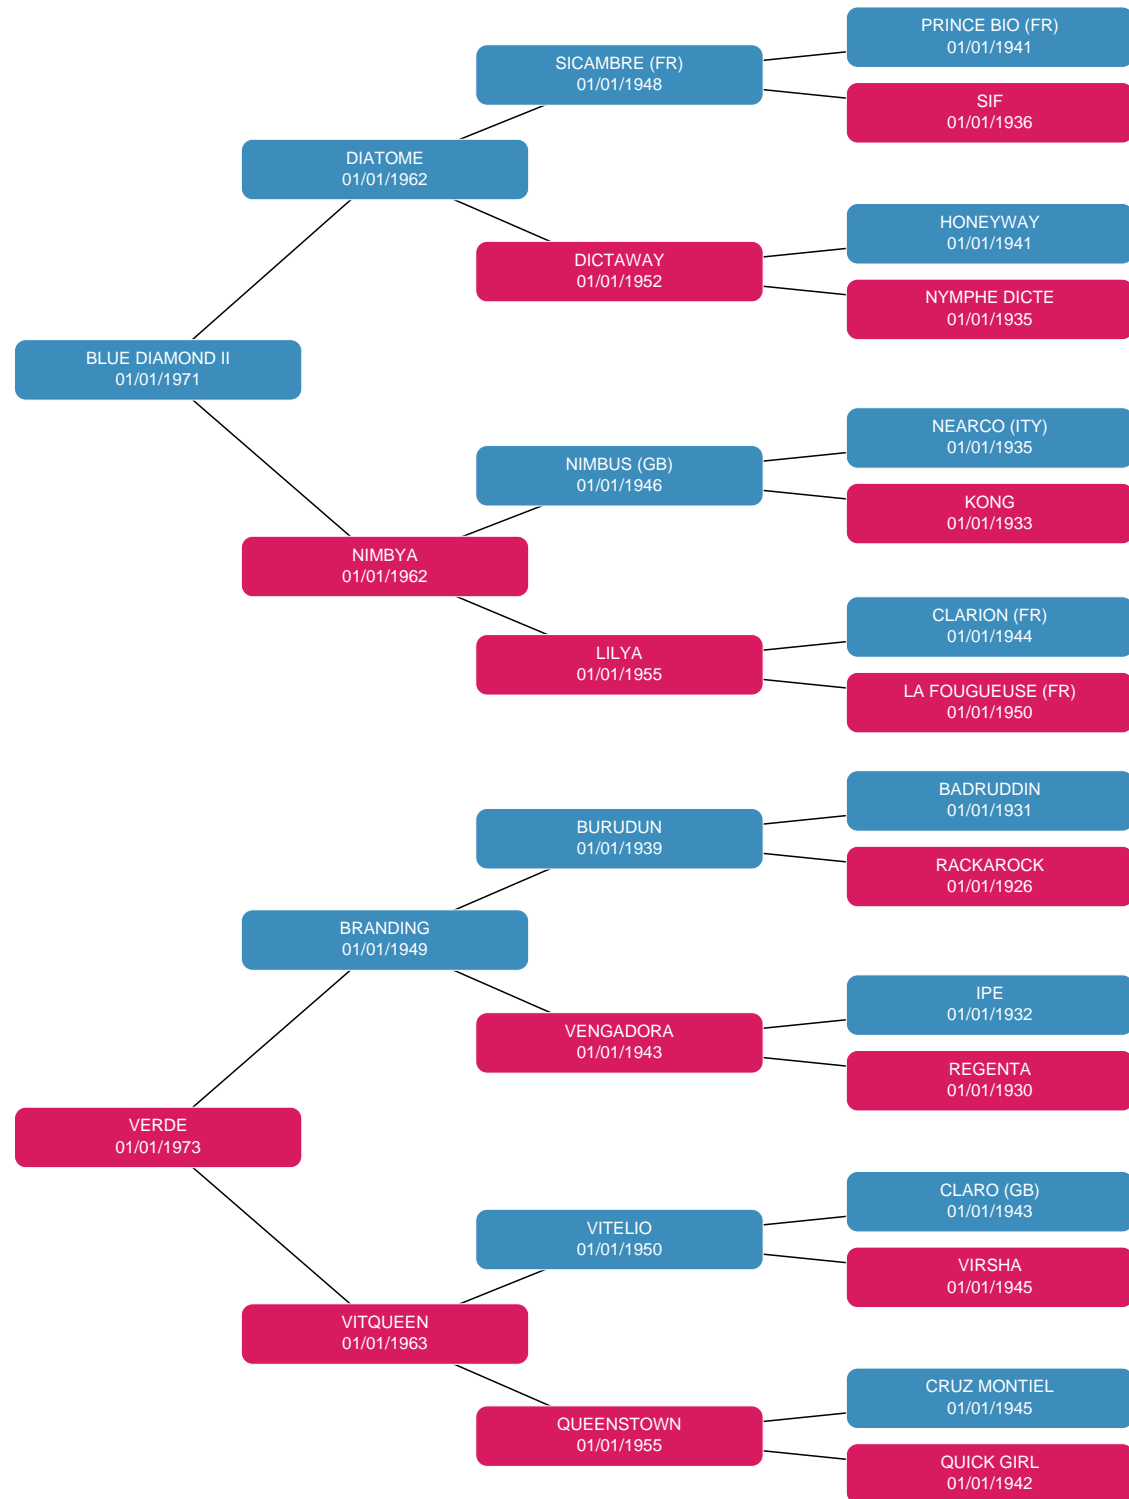 PRINCE BIO (FR)
01/01/1941
SICAMBRE (FR)
01/01/1948
SIF
01/01/1936
DIATOME
01/01/1962
HONEYWAY
01/01/1941
DICTAWAY
01/01/1952
NYMPHE DICTE
01/01/1935
BLUE DIAMOND II
01/01/1971
NEARCO (ITY)
01/01/1935
NIMBUS (GB)
01/01/1946
KONG
01/01/1933
NIMBYA
01/01/1962
CLARION (FR)
01/01/1944
LILYA
01/01/1955
LA FOUGUEUSE (FR)
01/01/1950
BADRUDDIN
01/01/1931
BURUDUN
01/01/1939
RACKAROCK
01/01/1926
BRANDING
01/01/1949
IPE
01/01/1932
VENGADORA
01/01/1943
REGENTA
01/01/1930
VERDE
01/01/1973
CLARO (GB)
01/01/1943
VITELIO
01/01/1950
VIRSHA
01/01/1945
VITQUEEN
01/01/1963
CRUZ MONTIEL
01/01/1945
QUEENSTOWN
01/01/1955
QUICK GIRL
01/01/1942